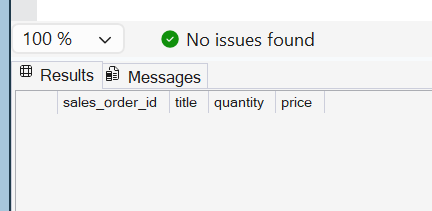 100 %
No issues found
Results Messages
sales_order_id title quantity price